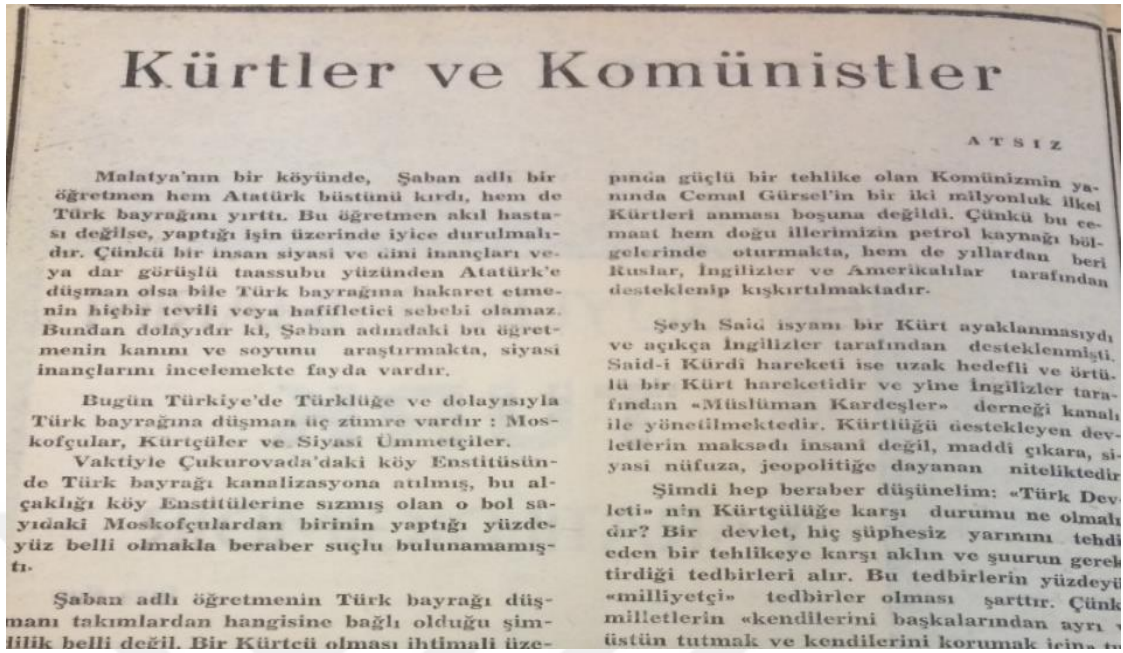 Kürtler ve Komünistler
ATSIZ
Malatya'nın bir köyünde, Şaban adlı bir
öğretmen hem Atatürk büstünü kırdı, hem de
Türk bayrağını yırttı. Bu öğretmen akıl hasta-
sı değilse, yaptığı işin üzerinde iyice durulmalı-
dır. Çünkü bir insan siyasi ve dini inançları ve-
ya dar görüşlü taassubu yüzünden Atatürk'e
düşman olsa bile Türk bayrağına hakaret etme-
nin hiçbir tevili veya hafifletici sebebi olamaz.
Bundan dolayıdır ki, Şaban adındaki bu öğret-
menin kanını ve soyunu araştırmakta, siyasi
inançlarını incelemekte fayda vardır.
Bugün Türkiye'de Türklüğe ve dolayısıyla
Türk bayrağına düşman üç zümre vardır : Mos-
kofçular, Kürtçüler ve Siyasi Ümmetçiler.
Vaktiyle Çukurovada'daki köy Enstitüsün-
de Türk bayrağı kanalizasyona atılmış, bu al-
çaklığı köy Enstitülerine sızmış olan o bol sa-
yıdaki Moskofçulardan birinin yaptığı yüzde-
yüz belli olmakla beraber suçlu bulunamamış-
tı.
Şaban adlı öğretmenin Türk bayrağı düş-
manı takımlardan hangisine bağlı olduğu şim-
dilik belli değil. Bir Kürtçü olması ihtimali üze-
pında güçlü bir tehlike olan Komünizmin ya-
nında Cemal Gürsel'in bir iki milyonluk ilkel
Kürtleri anması boşuna değildi. Çünkü bu ce-
maat hem doğu illerimizin petrol kaynağı böl-
gelerinde oturmakta, hem de yıllardan beri
Ruslar, İngilizler ve Amerikalılar tarafından
desteklenip kışkırtılmaktadır.
Şeyh Said isyanı bir Kürt ayaklanmasıydı
ve açıkça İngilizler tarafından desteklenmişti.
Said-i Kürdî hareketi ise uzak hedefli ve örtü-
lü bir Kürt hareketidir ve yine İngilizler tara-
fından «Müslüman Kardeşler» derneği kanalı
ile yönetilmektedir. Kürtlüğü destekleyen dev-
letlerin maksadı insanî değil, maddî çıkara, si-
yasi nüfuza, jeopolitiğe dayanan niteliktedir
Şimdi hep beraber düşünelim: «Türk Dev-
leti» nin Kürtçülüğe karşı durumu ne olmalı
dır? Bir devlet, hiç şüphesiz yarınını tehdi
eden bir tehlikeye karşı aklın ve şuurun gerek
tirdiği tedbirleri alır. Bu tedbirlerin yüzdeyü
«milliyetçi» tedbirler olması şarttır. Çünk
milletlerin «kendilerini başkalarından ayrı v
üstün tutmak ve kendilerini korumak için» tu